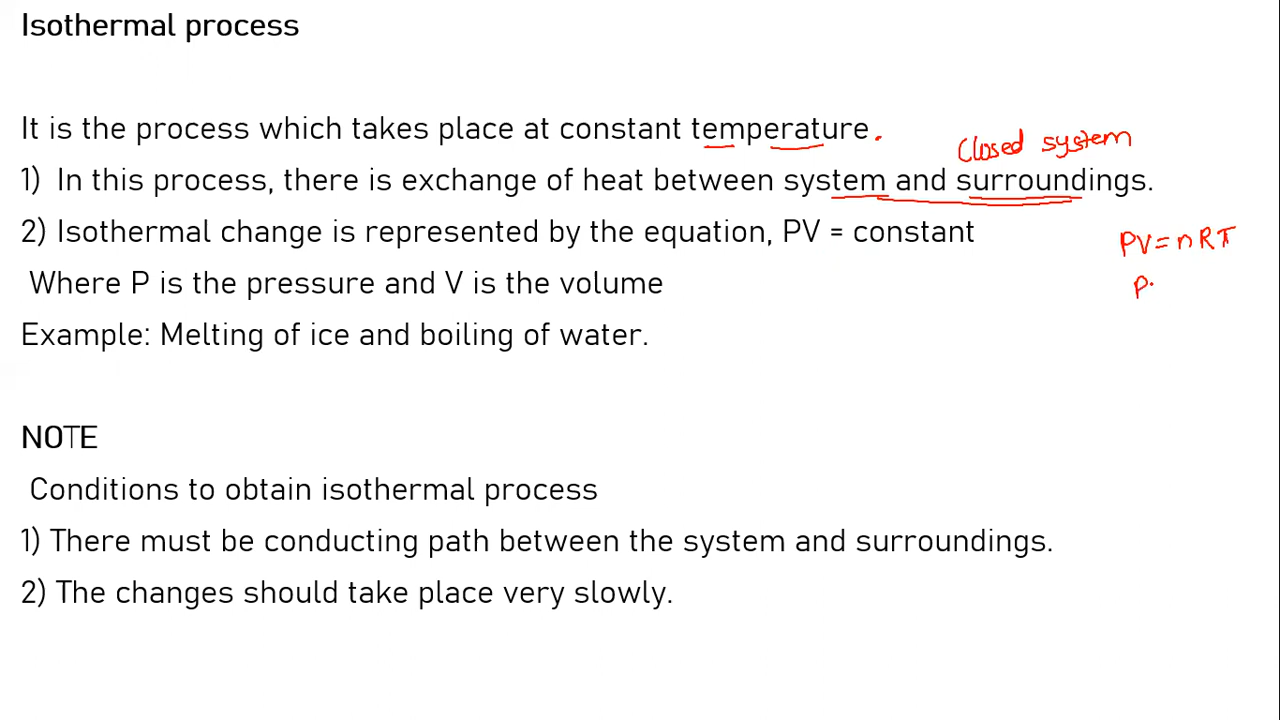 Isothermal process
It is the process which takes place at constant temperature.
Closed system
1) In this process, there is exchange of heat between system and surroundings.
2) Isothermal change is represented by the equation, PV = constant
PV = nRT
Where P is the pressure and V is the volume
P.
Example: Melting of ice and boiling of water.
NOTE
Conditions to obtain isothermal process
1) There must be conducting path between the system and surroundings.
2) The changes should take place very slowly.